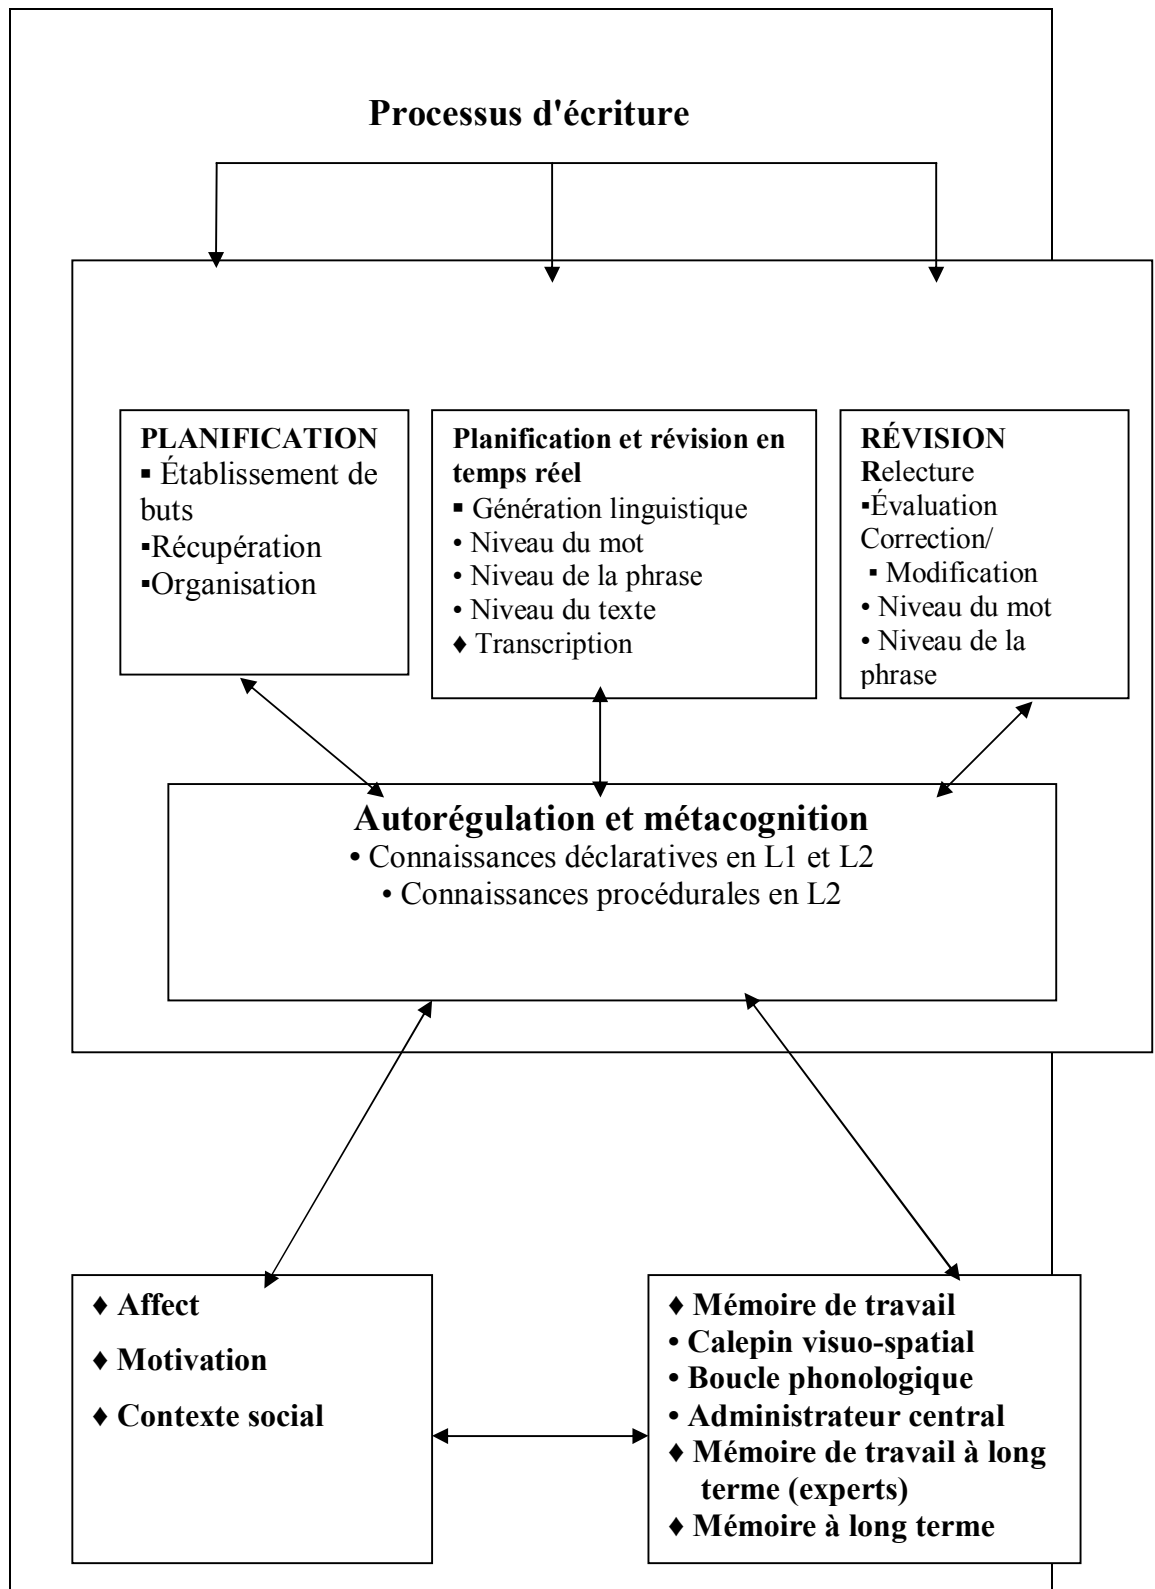 Processus d'écriture
PLANIFICATION
▪ Établissement de
buts
▪Récupération
▪Organisation
Planification et révision en
temps réel
▪ Génération linguistique
• Niveau du mot
• Niveau de la phrase
• Niveau du texte
♦ Transcription
RÉVISION
Relecture
▪Évaluation
Correction/
▪ Modification
• Niveau du mot
• Niveau de la
phrase
Autorégulation et métacognition
• Connaissances déclaratives en L1 et L2
• Connaissances procédurales en L2
♦ Affect
♦ Motivation
♦ Contexte social
♦ Mémoire de travail
• Calepin visuo-spatial
• Boucle phonologique
• Administrateur central
♦ Mémoire de travail à long
terme (experts)
♦ Mémoire à long terme